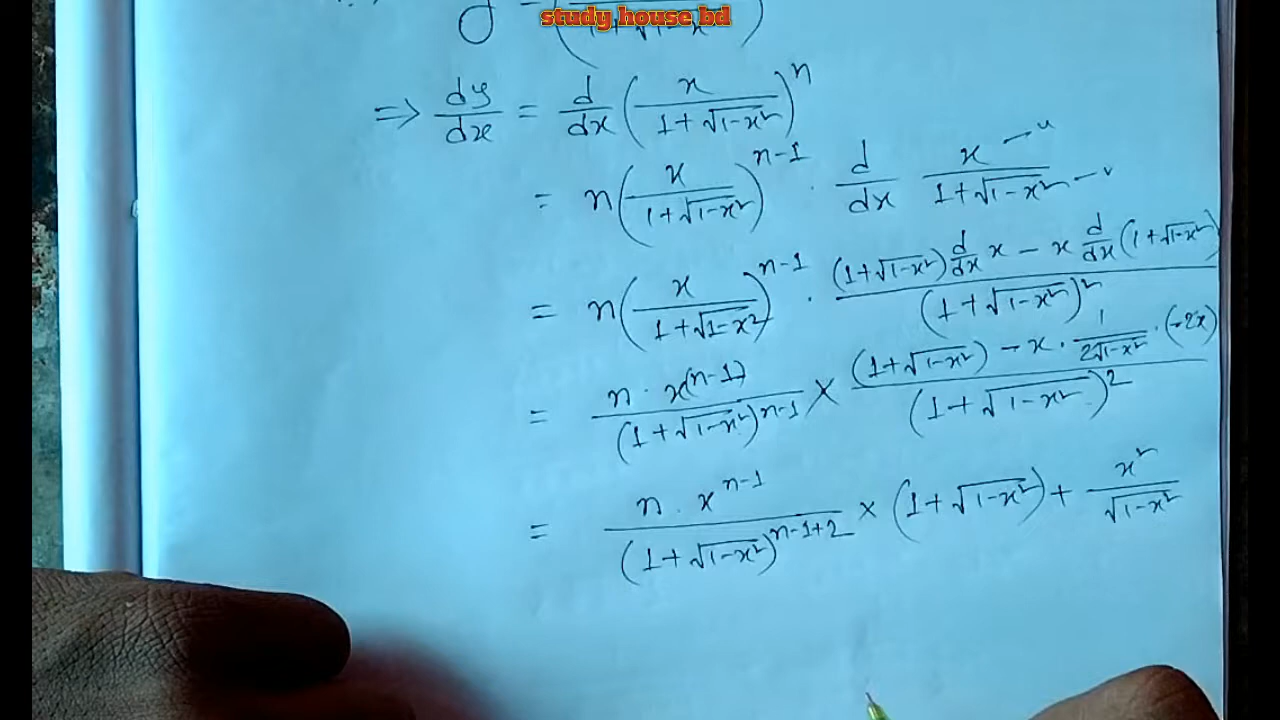 study house bd
y = (x/(1+√1-x²))
=> dy/dx = d/dx (x/(1+√1-x²))^n
= n(x/(1+√1-x²))^(n-1) · d/dx x/(1+√1-x²) — u — v
= n(x/(1+√1-x²))^(n-1) · ((1+√1-x²) d/dx x - x d/dx (1+√1-x²))/(1+√1-x²)²
= n · x^(n-1)/(1+√1-x²)^(n-1) × ((1+√1-x²) - x · 1/(2√1-x²) · (-2x))/(1+√1-x²)²
= n · x^(n-1)/(1+√1-x²)^(n-1+2) × (1+√1-x²) + x²/√1-x²